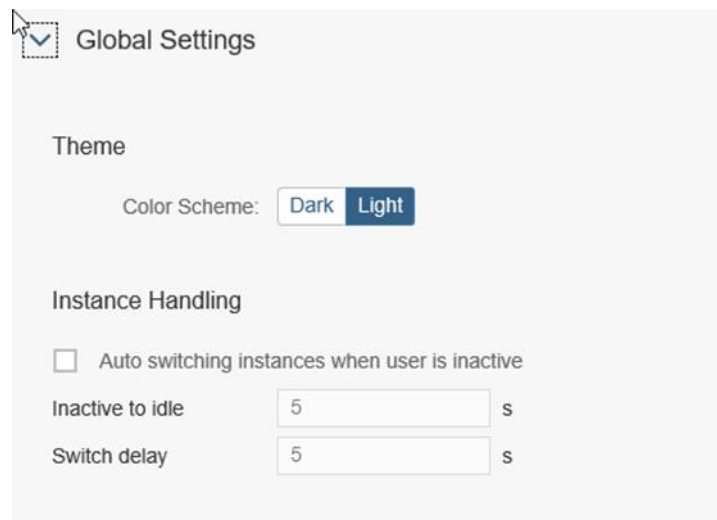 Global Settings
Theme
Color Scheme: Dark Light
Instance Handling
Auto switching instances when user is inactive
Inactive to idle 5 s
Switch delay 5 s